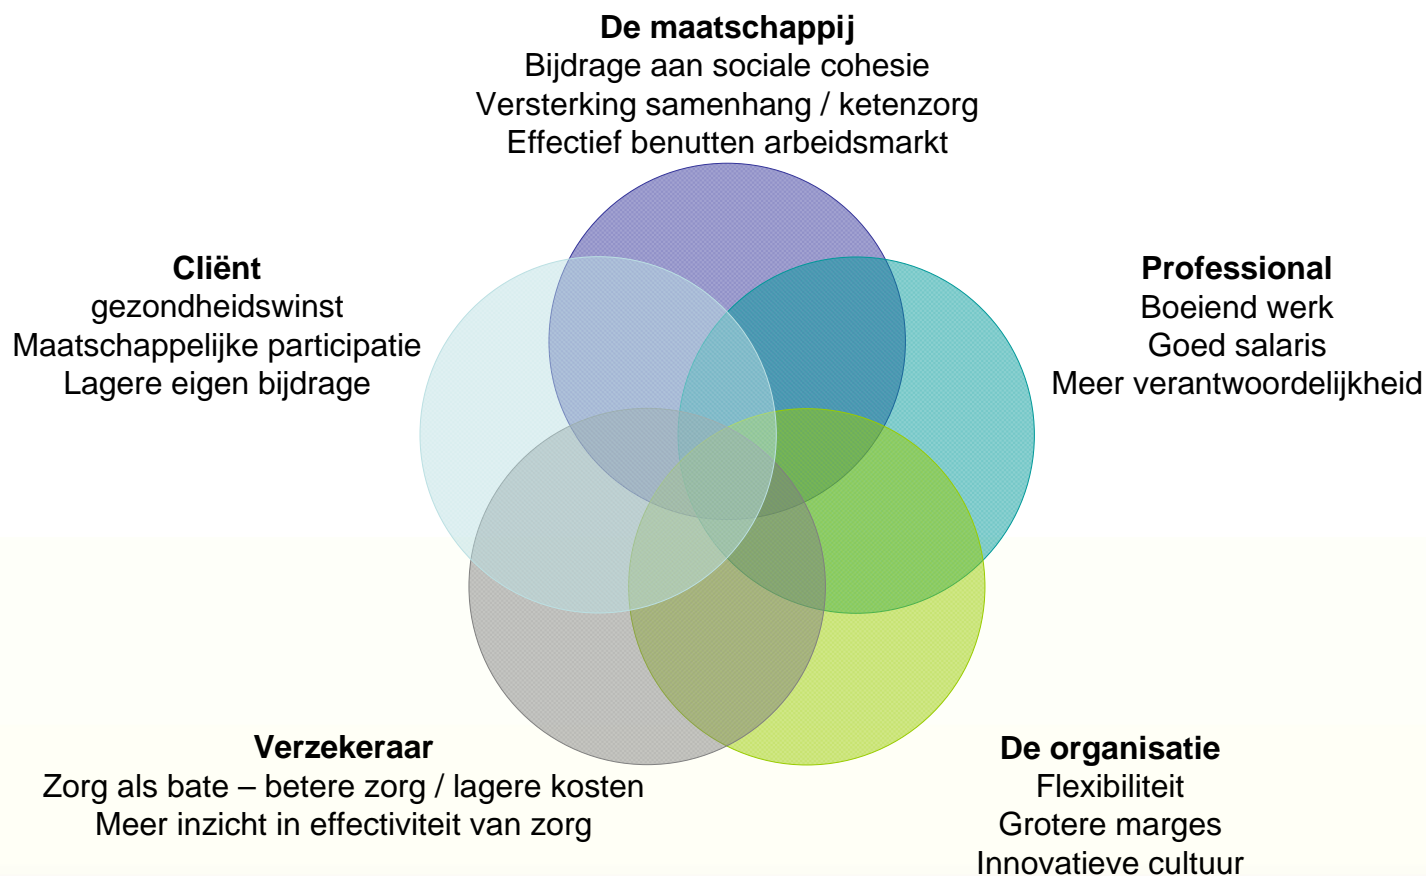 De maatschappij
Bijdrage aan sociale cohesie
Versterking samenhang / ketenzorg
Effectief benutten arbeidsmarkt
Cliënt
gezondheidswinst
Maatschappelijke participatie
Lagere eigen bijdrage
Professional
Boeiend werk
Goed salaris
Meer verantwoordelijkheid
Verzekeraar
Zorg als bate – betere zorg / lagere kosten
Meer inzicht in effectiviteit van zorg
De organisatie
Flexibiliteit
Grotere marges
Innovatieve cultuur